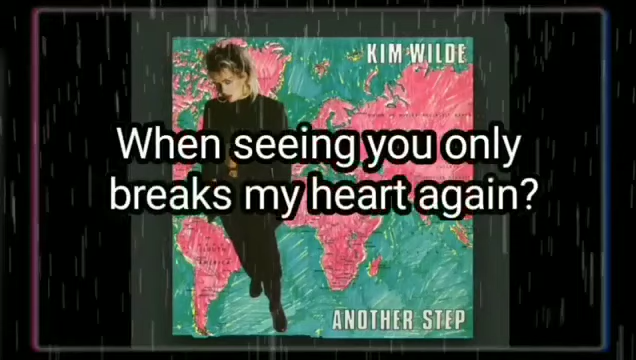 KIM WILDE
When seeing you only
breaks my heart again?
ANOTHER STEP